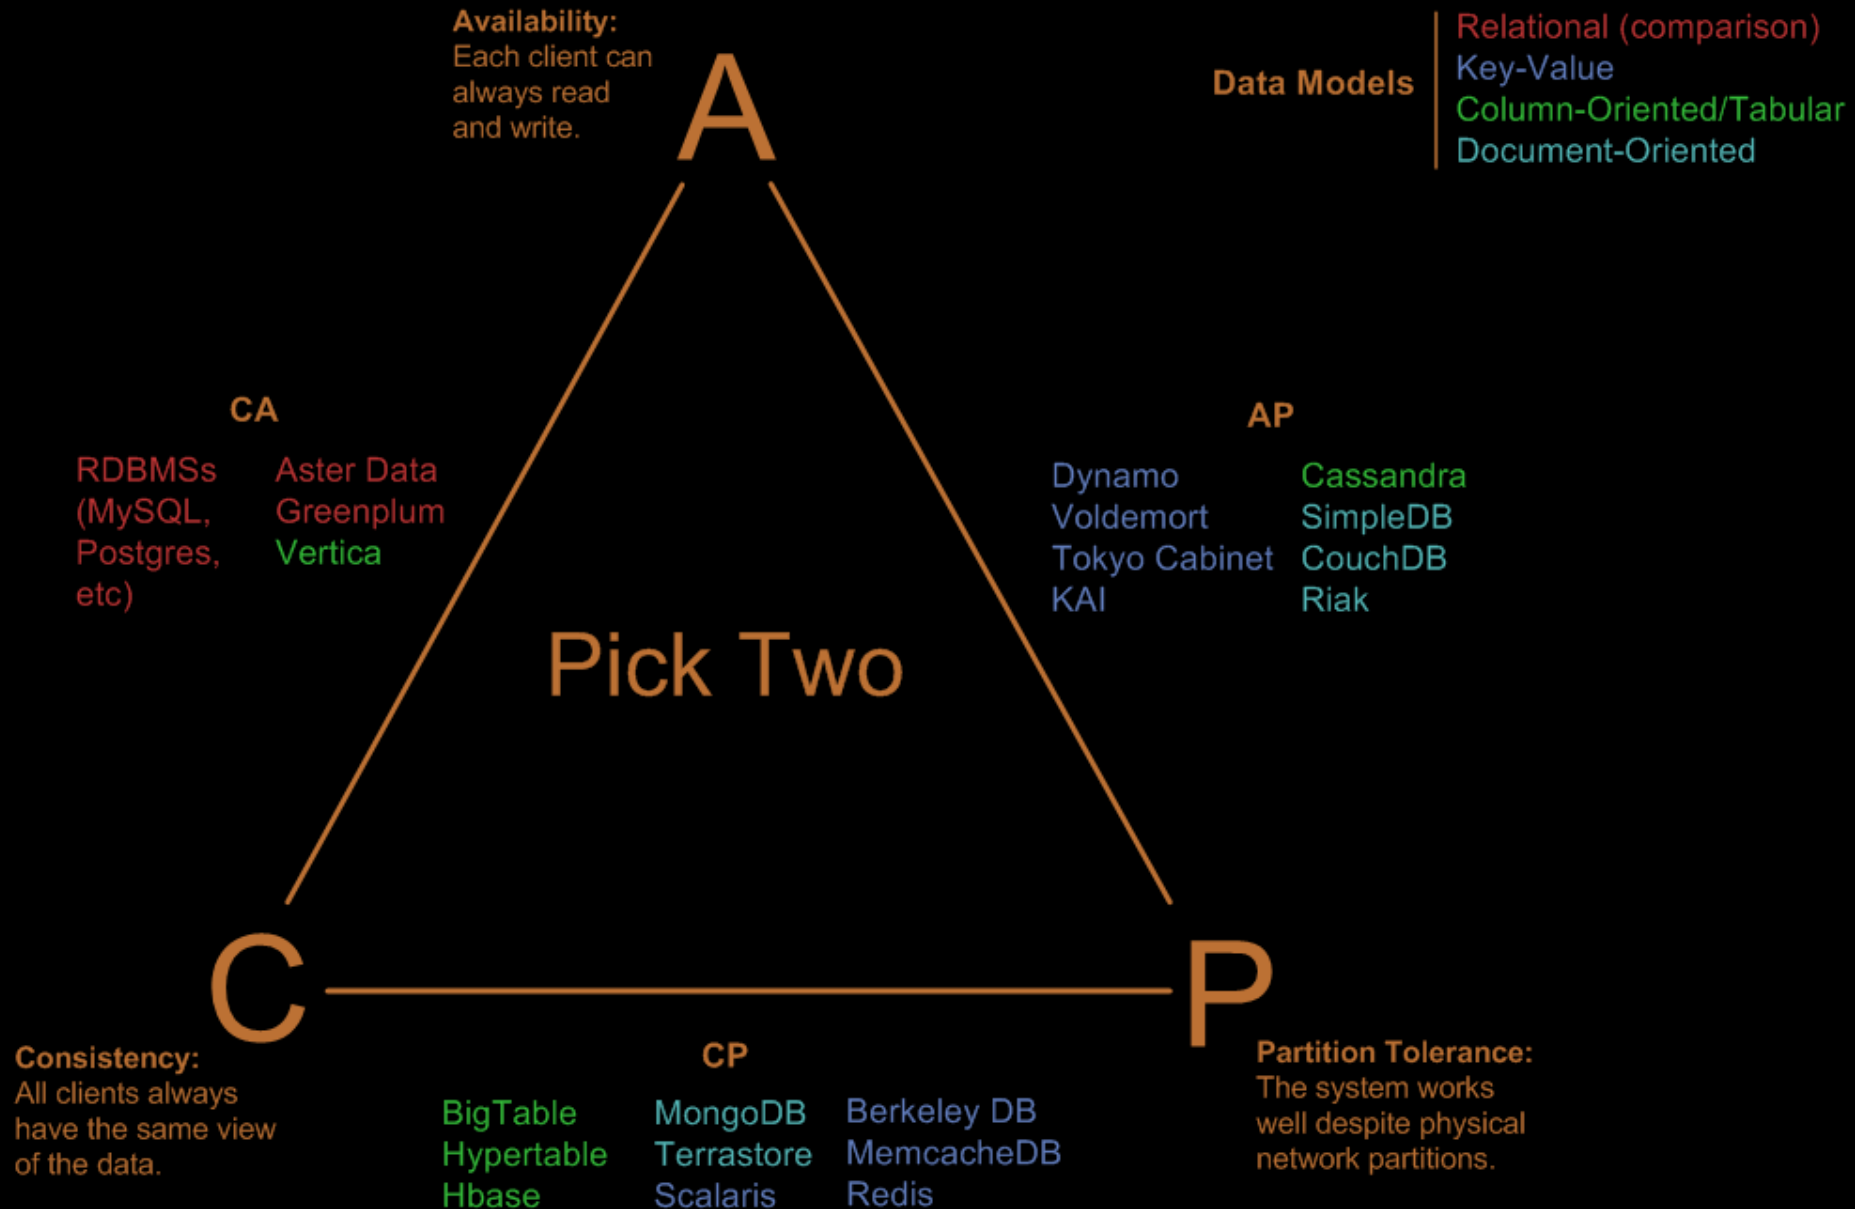 Availability:
Each client can
always read
and write.
A
Data Models
Relational (comparison)
Key-Value
Column-Oriented/Tabular
Document-Oriented
CA
RDBMSs
(MySQL,
Postgres,
etc)
Aster Data
Greenplum
Vertica
AP
Dynamo
Voldemort
Tokyo Cabinet
KAI
Cassandra
SimpleDB
CouchDB
Riak
Pick Two
C
Consistency:
All clients always
have the same view
of the data.
CP
BigTable
Hypertable
Hbase
MongoDB
Terrastore
Scalaris
Berkeley DB
MemcacheDB
Redis
P
Partition Tolerance:
The system works
well despite physical
network partitions.